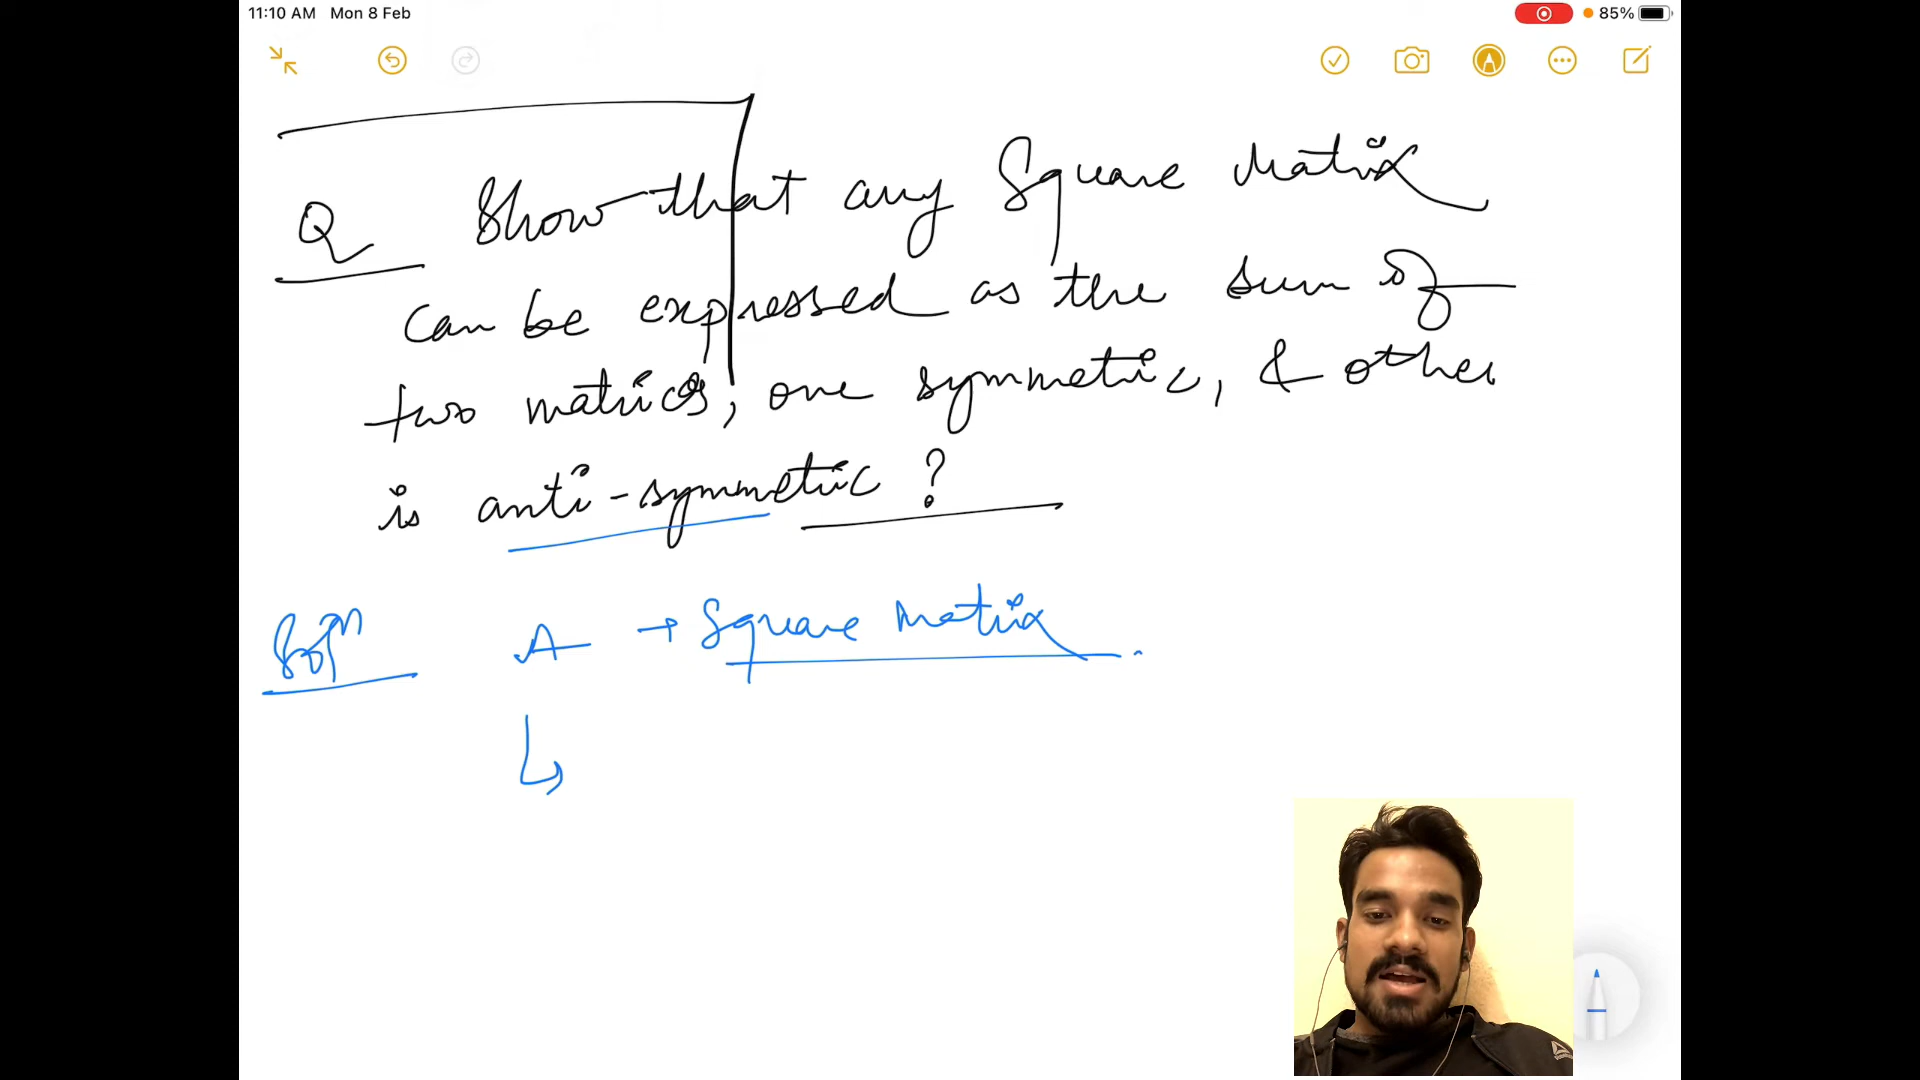 11:10 AM Mon 8 Feb
85%
Q Show that any Square Matrix
can be expressed as the sum of
two matrices, one symmetric, & other
is anti-symmetric ?
Solⁿ A → Square Matrix.